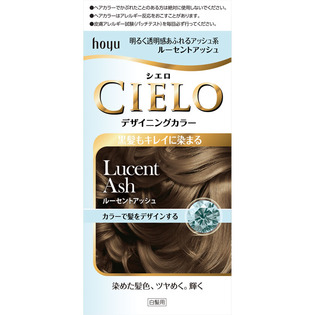 ●ヘアカラーでかぶれたことのある方は絶対に使用しないでください。
●ヘアカラーはアレルギー反応をおこすことがあります。
●皮膚アレルギー試験(パッチテスト)を毎回必ず行ってください。
hoyu
明るく透明感あふれるアッシュ系
ルーセントアッシュ
シエロ
CIELO
デザイニングカラー
黒髪もキレイに染まる
Lucent
Ash
ルーセントアッシュ
カラーで髪をデザインする
染めた髪色、ツヤめく。輝く
白髪用